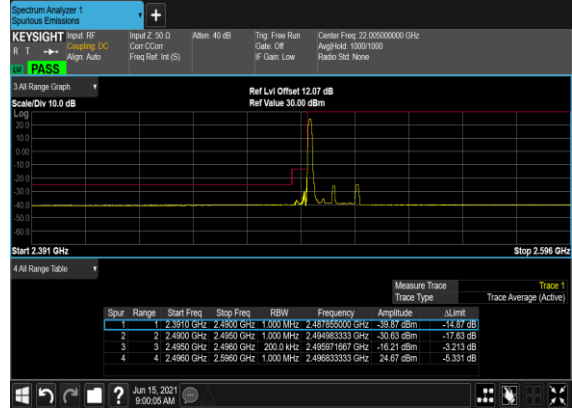 Spectrum Analyzer 1
Spurious Emissions
+
KEYSIGHT Input: RF Input Z: 50 Ω Atten: 40 dB Trig: Free Run Center Freq: 22.005000000 GHz
R T Coupling: DC Corr CCorr Gate: Off Avg|Hold: 1000/1000
Align: Auto Freq Ref: Int (S) IF Gain: Low Radio Std: None
PASS
3 All Range Graph
Ref Lvl Offset 12.07 dB
Scale/Div 10.0 dB Ref Value 30.00 dBm
Log
20.0
10.0
0.00
-10.0
-20.0
-30.0
-40.0
-50.0
-60.0
Start 2.391 GHz Stop 2.596 GHz
4 All Range Table
Measure Trace Trace 1
Trace Type Trace Average (Active)
Spur Range Start Freq Stop Freq RBW Frequency Amplitude ΔLimit
1 1 2.3910 GHz 2.4900 GHz 1.000 MHz 2.487855000 GHz -39.87 dBm -14.87 dB
2 2 2.4900 GHz 2.4950 GHz 1.000 MHz 2.494983333 GHz -30.63 dBm -17.63 dB
3 3 2.4950 GHz 2.4960 GHz 200.0 kHz 2.495971667 GHz -16.21 dBm -3.213 dB
4 4 2.4960 GHz 2.5960 GHz 1.000 MHz 2.496833333 GHz 24.67 dBm -5.331 dB
? Jun 15, 2021
9:00:05 AM